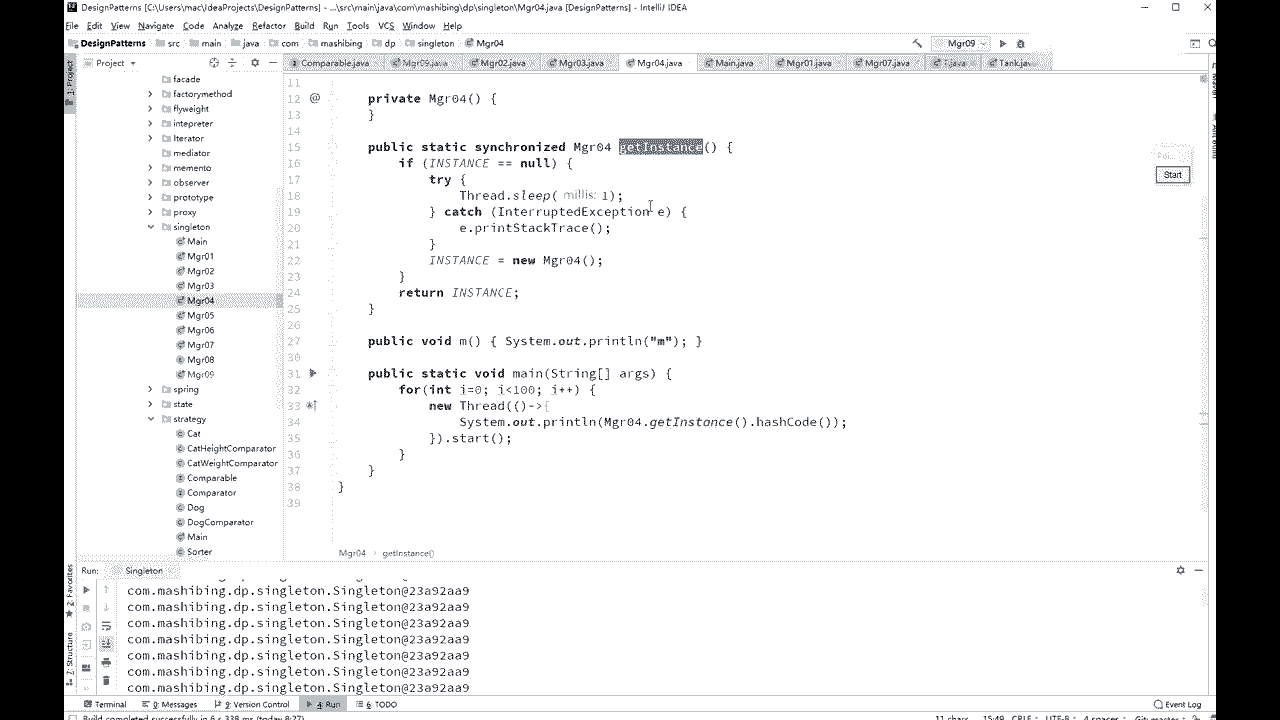 DesignPatterns [C:\Users\mac\IdeaProjects\DesignPatterns] - ...\src\main\java\com\mashibing\dp\singleton\Mgr04.java [DesignPatterns] - IntelliJ IDEA
File Edit View Navigate Code Analyze Refactor Build Run Tools VCS Window Help
DesignPatterns src main java com mashibing dp singleton Mgr04 Mgr09
1: Project
Project
Comparable.java Mgr05.java Mgr02.java Mgr03.java Mgr04.java Main.java Mgr01.java Mgr07.java T.java Tank.jav
facade
factorymethod
flyweight
intepreter
Iterator
mediator
memento
observer
prototype
proxy
singleton
Main
Mgr01
Mgr02
Mgr03
Mgr04
Mgr05
Mgr06
Mgr07
Mgr08
Mgr09
spring
state
strategy
Cat
CatHeightComparator
CatWeightComparator
Comparable
Comparator
Dog
DogComparator
Main
Sorter
11
12 private Mgr04() {
13 }
14
15 public static synchronized Mgr04 getInstance() {
16 if (INSTANCE == null) {
17 try {
18 Thread.sleep( millis: 1);
19 } catch (InterruptedException e) {
20 e.printStackTrace();
21 }
22 INSTANCE = new Mgr04();
23 }
24 return INSTANCE;
25 }
26
27 public void m() { System.out.println("m"); }
30
31 public static void main(String[] args) {
32 for(int i=0; i<100; i++) {
33 new Thread(()->{
34 System.out.println(Mgr04.getInstance().hashCode());
35 }).start();
36 }
37 }
38 }
39
Start
Mgr04 > getInstance()
2: Favorites
7: Structure
Run: Singleton
com.mashibing.dp.singleton.Singleton@23a92aa9
com.mashibing.dp.singleton.Singleton@23a92aa9
com.mashibing.dp.singleton.Singleton@23a92aa9
com.mashibing.dp.singleton.Singleton@23a92aa9
com.mashibing.dp.singleton.Singleton@23a92aa9
com.mashibing.dp.singleton.Singleton@23a92aa9
com.mashibing.dp.singleton.Singleton@23a92aa9
Terminal 0: Messages 9: Version Control 4: Run 6: TODO Event Log
Build completed successfully in 6 s 338 ms (today 8:27) 11 chars 15:49 CRLF UTF-8 4 spaces Git: master